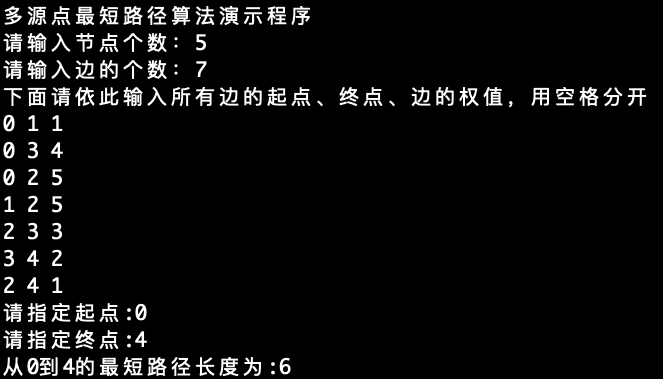 多源点最短路径算法演示程序
请输入节点个数：5
请输入边的个数：7
下面请依此输入所有边的起点、终点、边的权值，用空格分开
0 1 1
0 3 4
0 2 5
1 2 5
2 3 3
3 4 2
2 4 1
请指定起点:0
请指定终点:4
从0到4的最短路径长度为:6